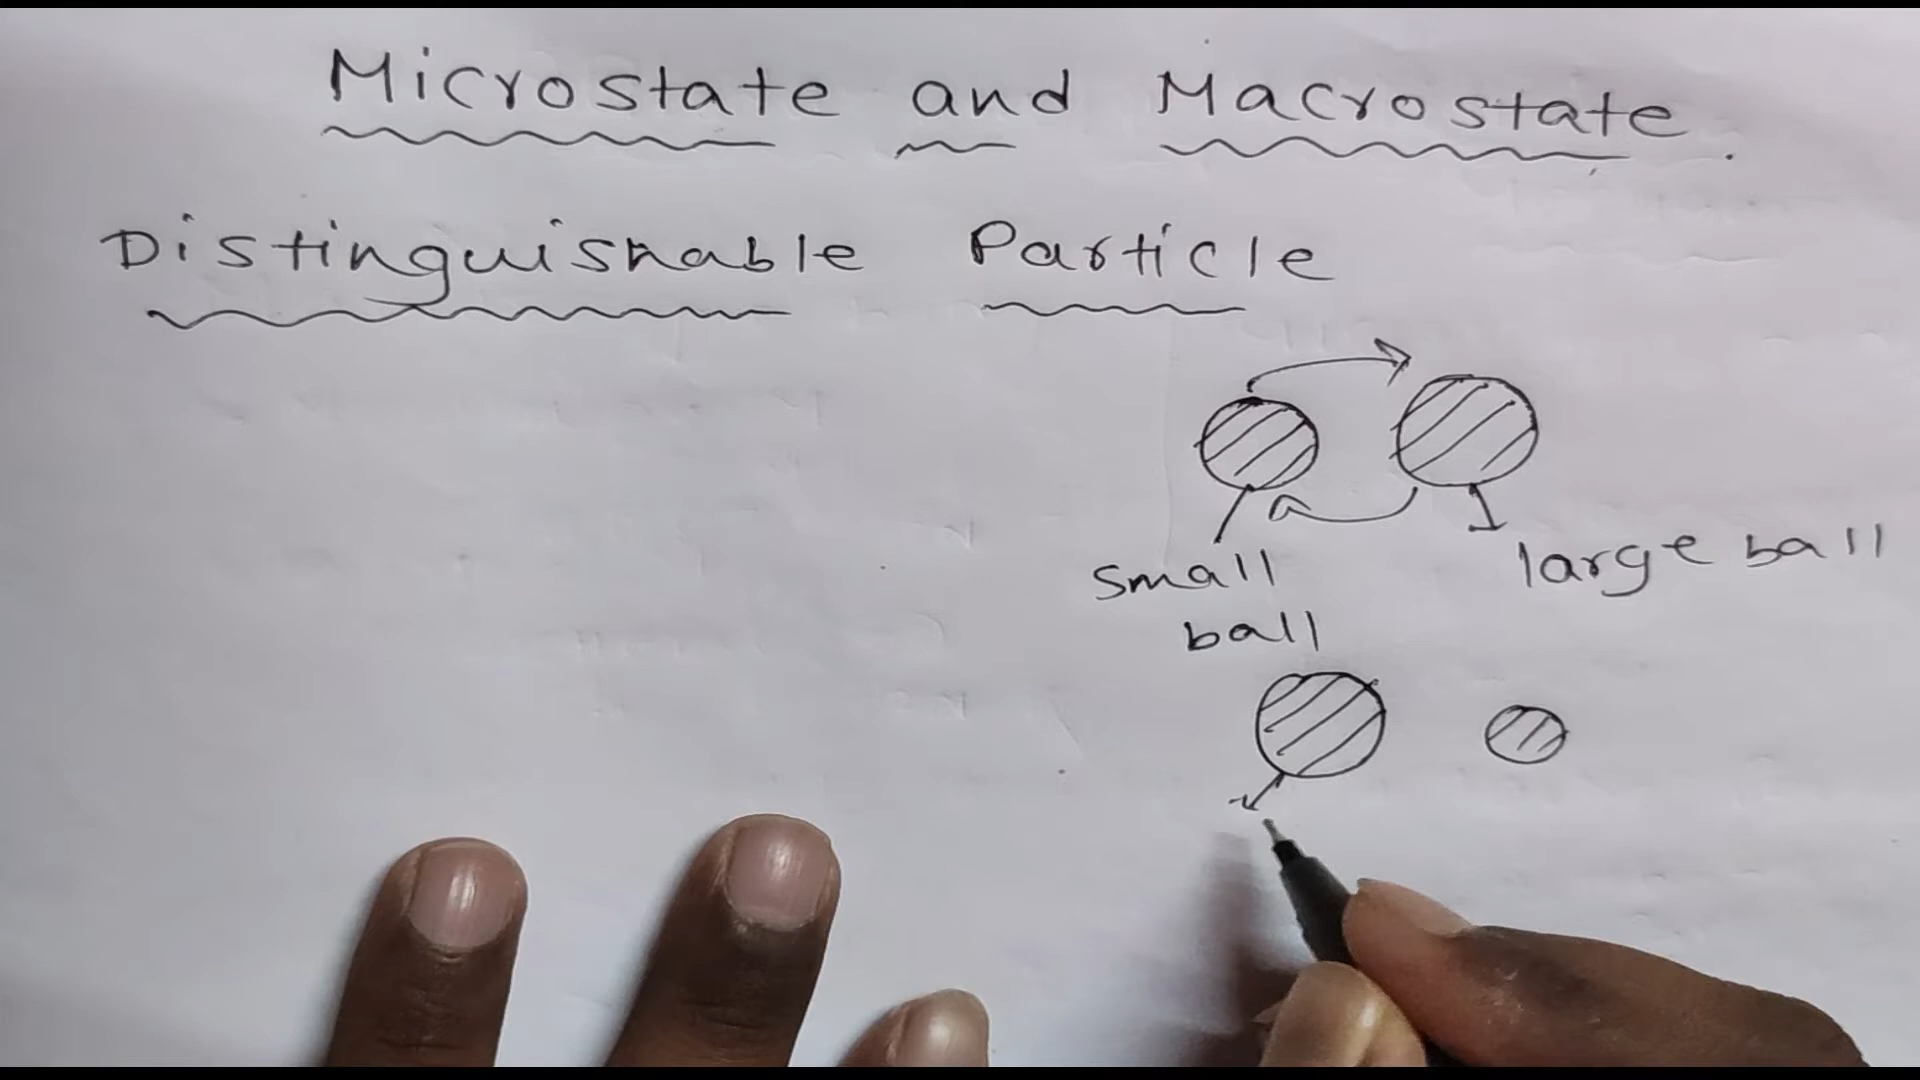 Microstate and Macrostate.
Distinguishable Particle
small
ball
large ball